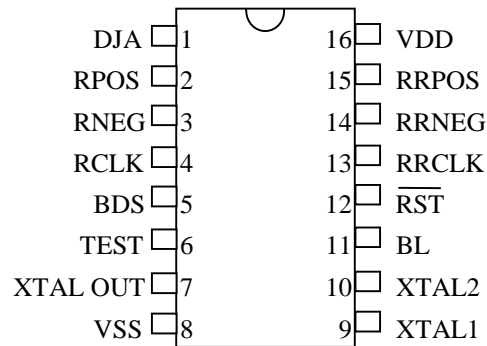 DJA 1 16 VDD
RPOS 2 15 RRPOS
RNEG 3 14 RRNEG
RCLK 4 13 RRCLK
BDS 5 12 R̅S̅T̅
TEST 6 11 BL
XTAL OUT 7 10 XTAL2
VSS 8 9 XTAL1